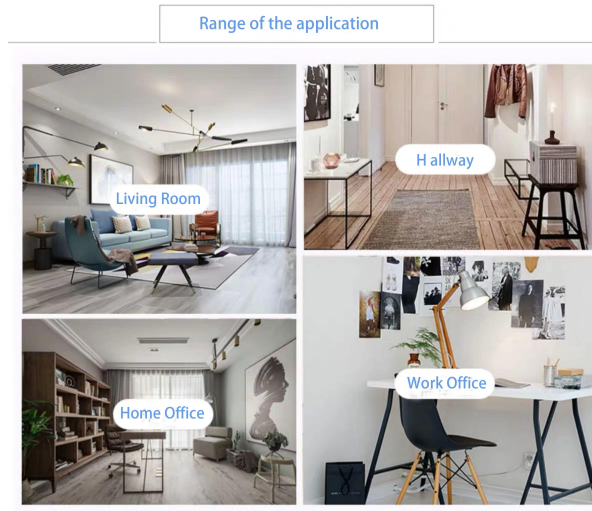 Range of the application
Living Room
H allway
Home Office
Work Office